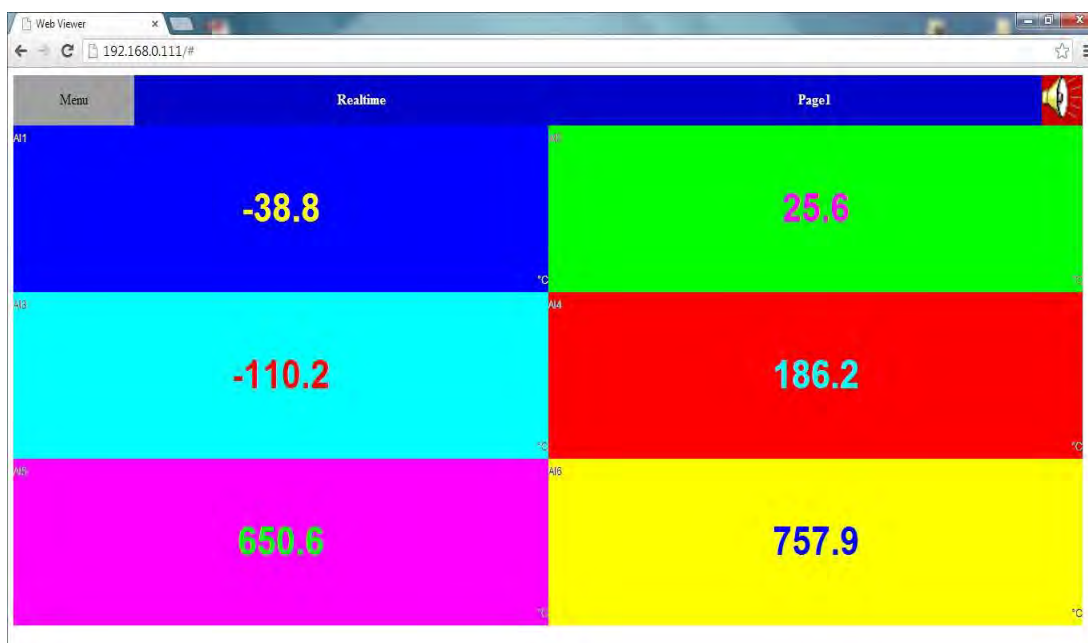 Web Viewer
192.168.0.111/#
Menu Realtime Page1
AI1
-38.8
°C
AI2
25.6
°C
AI3
-110.2
°C
AI4
186.2
°C
AI5
650.6
°C
AI6
757.9
°C